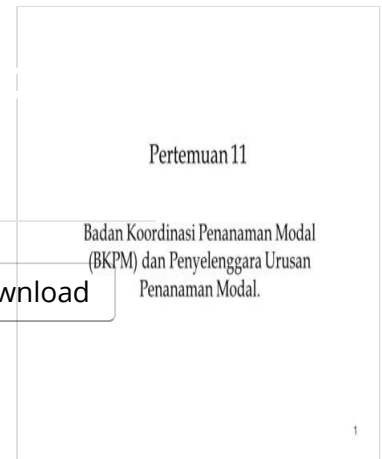 Pertemuan 11
Badan Koordinasi Penanaman Modal
(BKPM) dan Penyelenggara Urusan
wnload
Penanaman Modal.
1